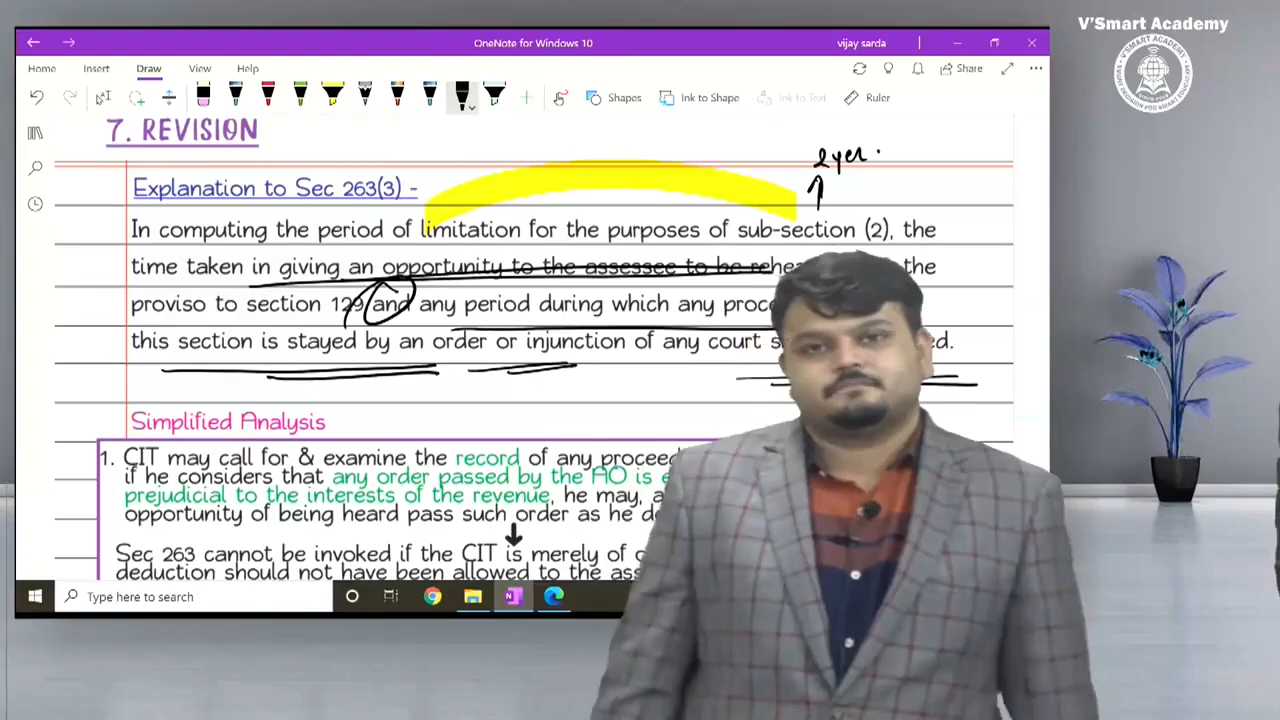 V'Smart Academy
OneNote for Windows 10
vijay sarda
Home Insert Draw View Help
Share
Shapes Ink to Shape Ink to Text Ruler
7. REVISION
2 yer.
Explanation to Sec 263(3) -
In computing the period of limitation for the purposes of sub-section (2), the
time taken in giving an opportunity to the assessee to be the
proviso to section 129 and any period during which any
this section is stayed by an order or injunction of any court
Simplified Analysis
1. CIT may call for & examine the record of any
if he considers that any order passed by the AO is
prejudicial to the interests of the revenue, he may,
opportunity of being heard pass such order as he
Sec 263 cannot be invoked if the CIT is merely of
deduction should not have been allowed to the
Type here to search